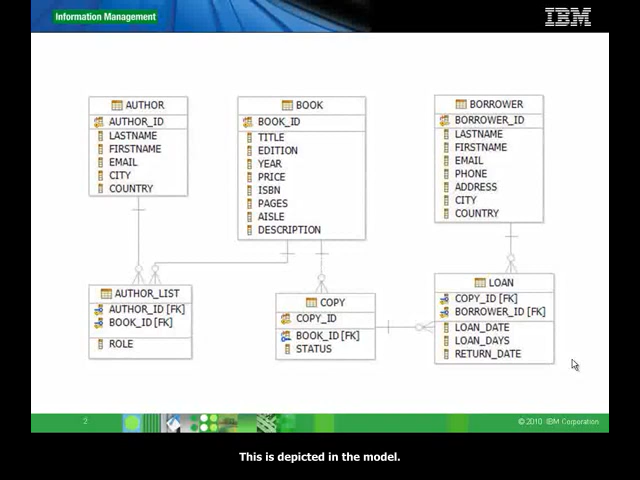 Information Management
IBM
AUTHOR
AUTHOR_ID
LASTNAME
FIRSTNAME
EMAIL
CITY
COUNTRY
BOOK
BOOK_ID
TITLE
EDITION
YEAR
PRICE
ISBN
PAGES
AISLE
DESCRIPTION
BORROWER
BORROWER_ID
LASTNAME
FIRSTNAME
EMAIL
PHONE
ADDRESS
CITY
COUNTRY
AUTHOR_LIST
AUTHOR_ID [FK]
BOOK_ID [FK]
ROLE
COPY
COPY_ID
BOOK_ID [FK]
STATUS
LOAN
COPY_ID [FK]
BORROWER_ID [FK]
LOAN_DATE
LOAN_DAYS
RETURN_DATE
2
© 2010 IBM Corporation
This is depicted in the model.